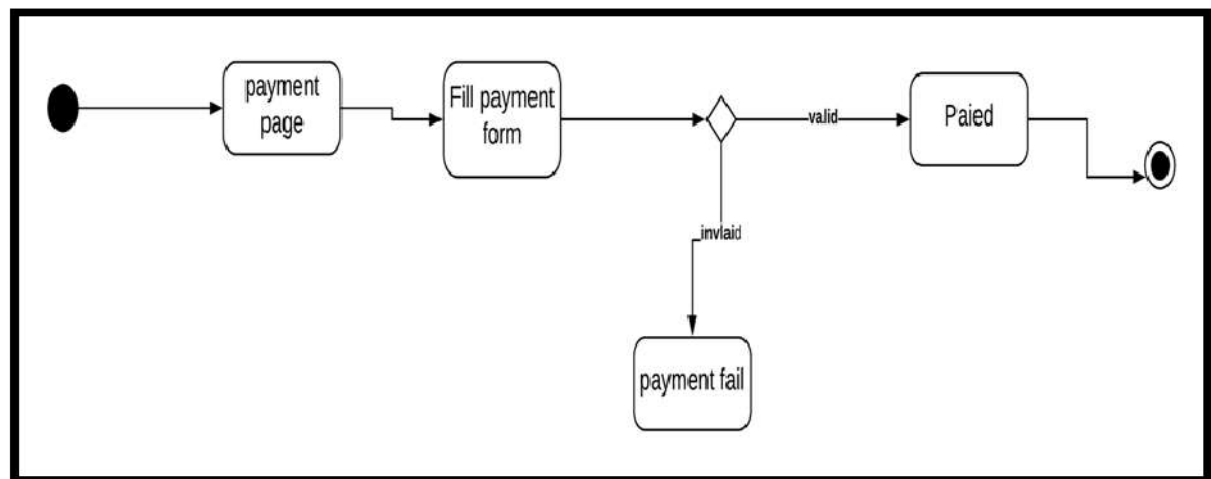 payment
page
Fill payment
form
valid
Paied
invlaid
payment fail